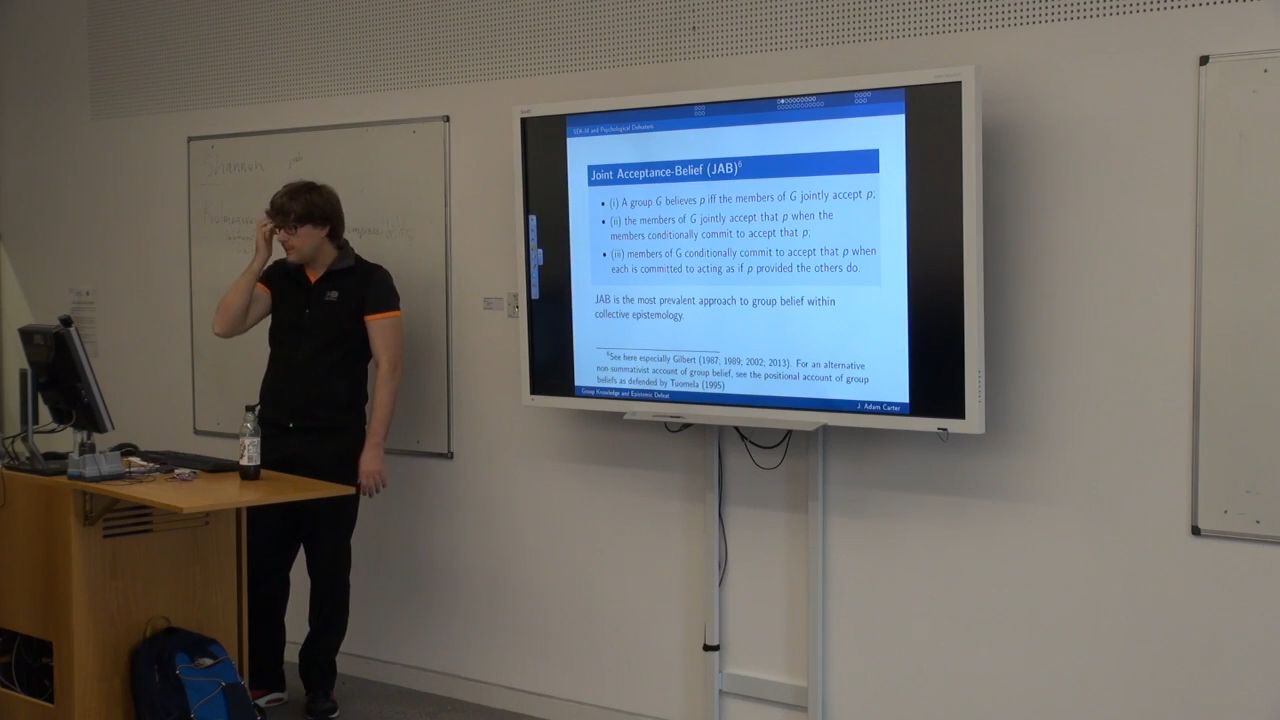 Shannon
SEK-JA and Psychological Defeaters
Joint Acceptance-Belief (JAB)⁶
• (i) A group G believes p iff the members of G jointly accept p;
• (ii) the members of G jointly accept that p when the
members conditionally commit to accept that p;
• (iii) members of G conditionally commit to accept that p when
each is committed to acting as if p provided the others do.
JAB is the most prevalent approach to group belief within
collective epistemology.
⁶See here especially Gilbert (1987; 1989; 2002; 2013). For an alternative
non-summativist account of group belief, see the positional account of group
beliefs as defended by Tuomela (1995)
Group Knowledge and Epistemic Defeat
J. Adam Carter